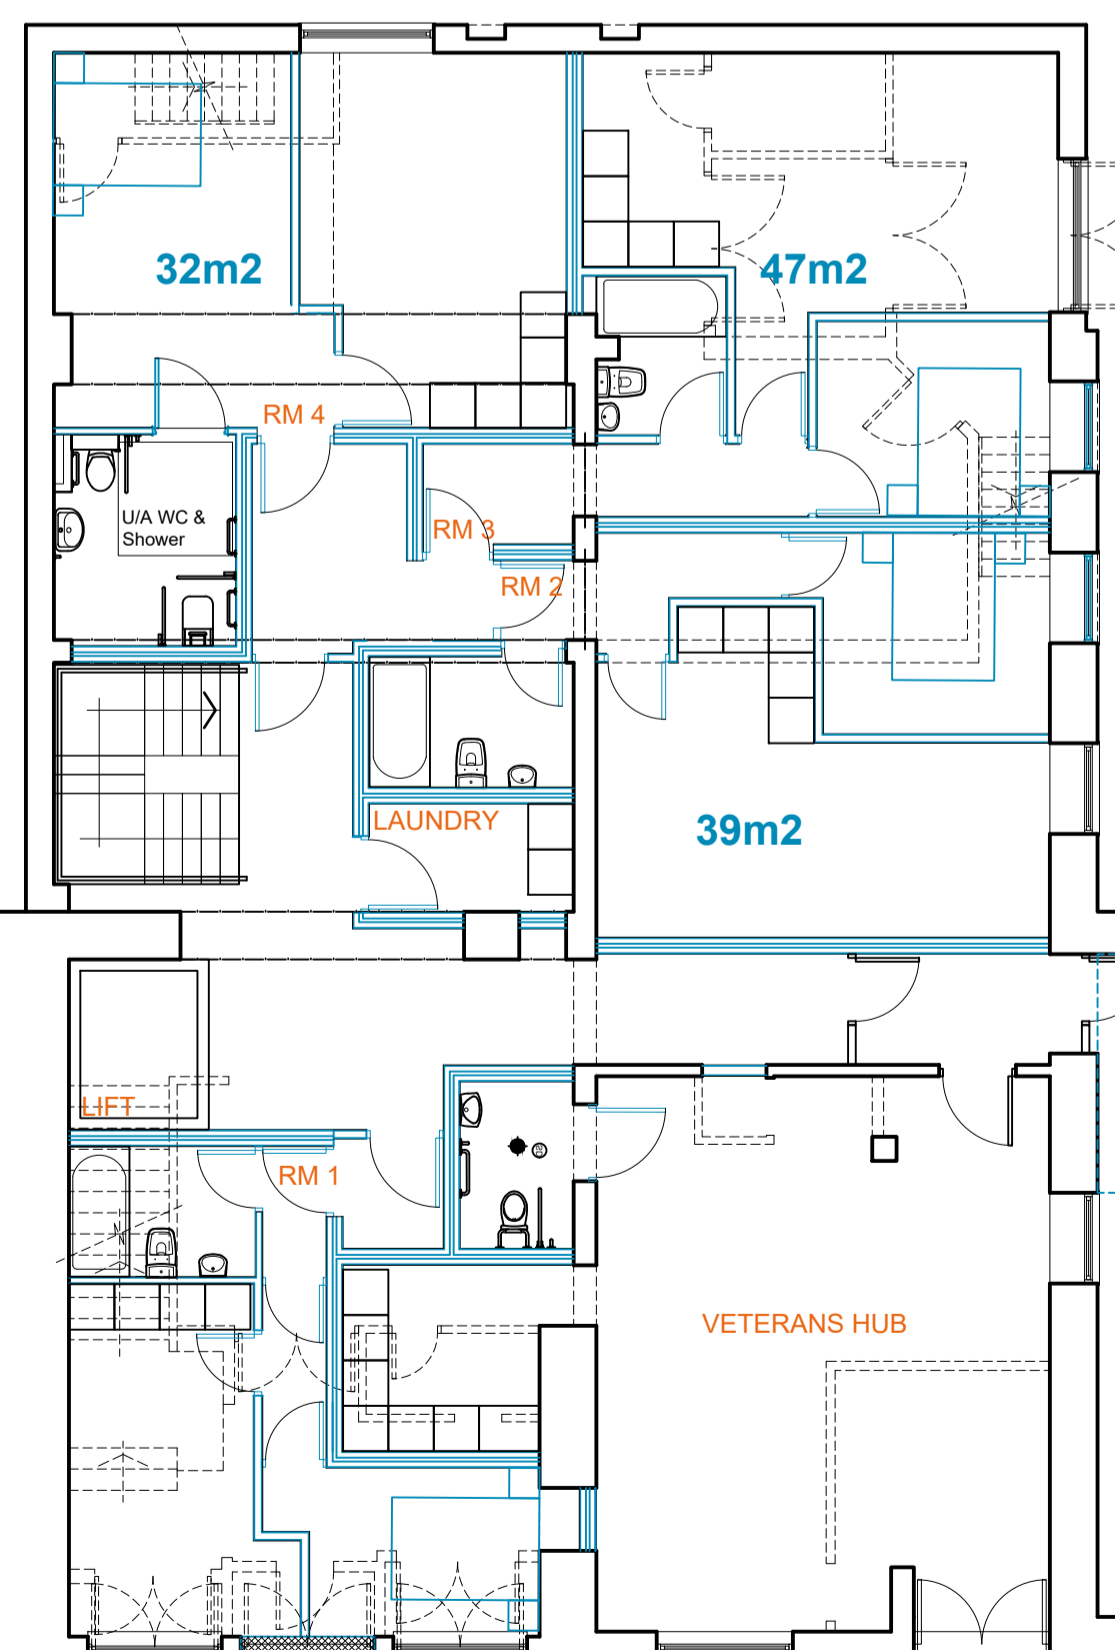 32m2
47m2
RM 4
U/A WC &
Shower
RM 3
RM 2
LAUNDRY
39m2
LIFT
RM 1
VETERANS HUB